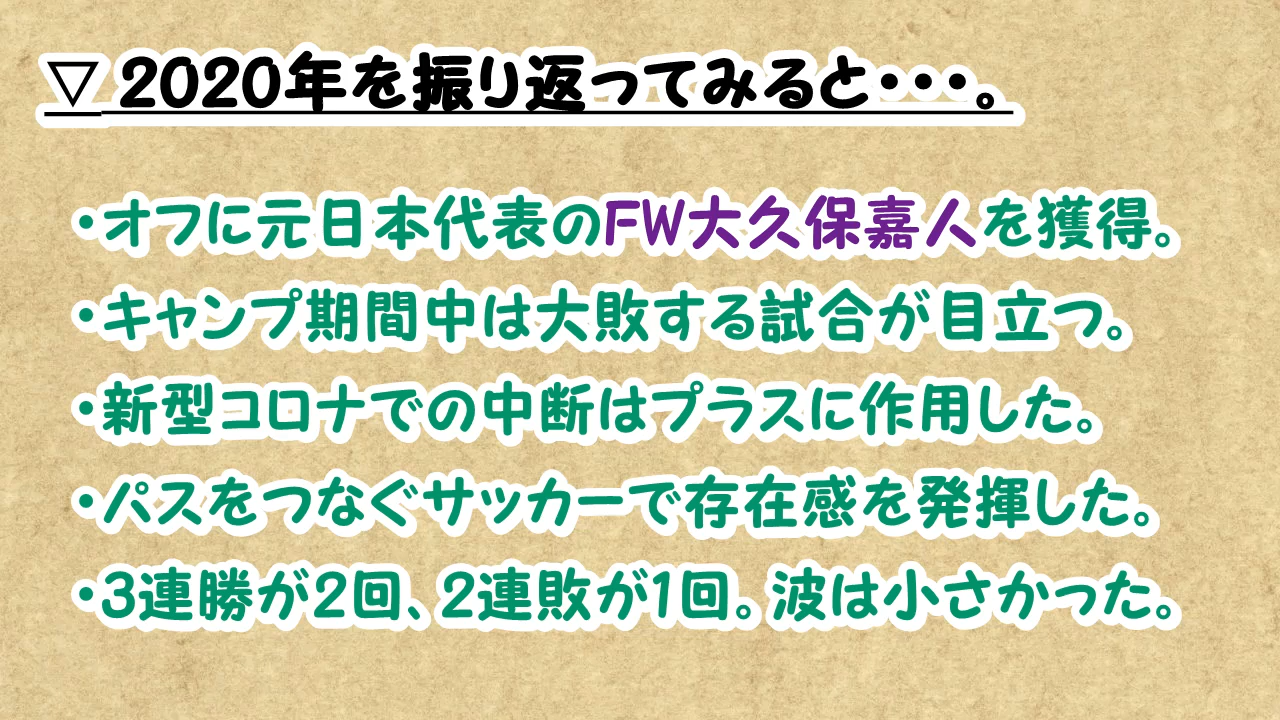 ▽ 2020年を振り返ってみると・・・。
・オフに元日本代表のFW大久保嘉人を獲得。
・キャンプ期間中は大敗する試合が目立つ。
・新型コロナでの中断はプラスに作用した。
・パスをつなぐサッカーで存在感を発揮した。
・3連勝が2回、2連敗が1回。波は小さかった。